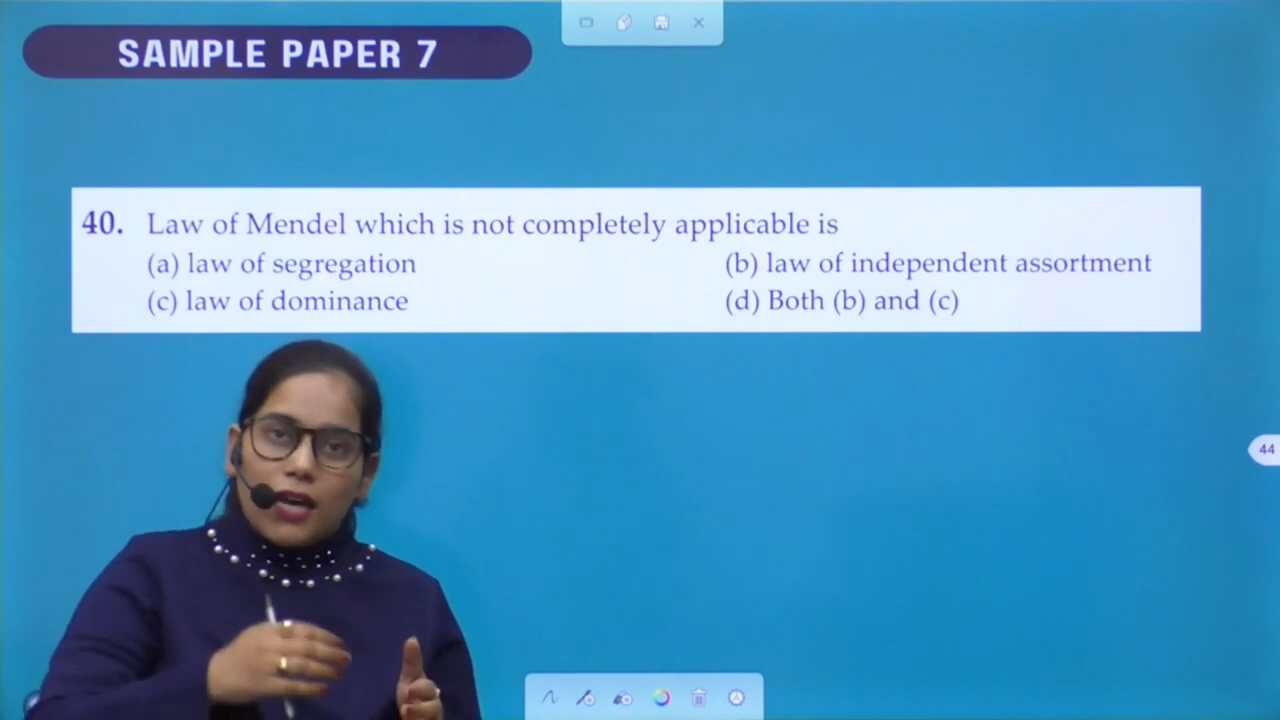 SAMPLE PAPER 7
40. Law of Mendel which is not completely applicable is
(a) law of segregation (b) law of independent assortment
(c) law of dominance (d) Both (b) and (c)
44